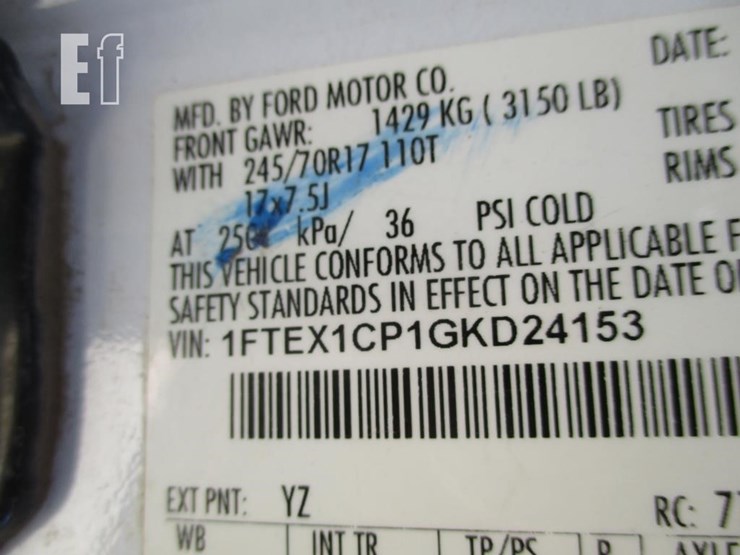 Ef
MFD. BY FORD MOTOR CO.
DATE:
FRONT GAWR: 1429 KG ( 3150 LB)
TIRES
WITH 245/70R17 110T
RIMS
17x7.5J
AT kPa/ 36 PSI COLD
THIS VEHICLE CONFORMS TO ALL APPLICABLE F
SAFETY STANDARDS IN EFFECT ON THE DATE O
VIN: 1FTEX1CP1GKD24153
EXT PNT: YZ
RC: 7
WB INT TR TP/PS R AXLE